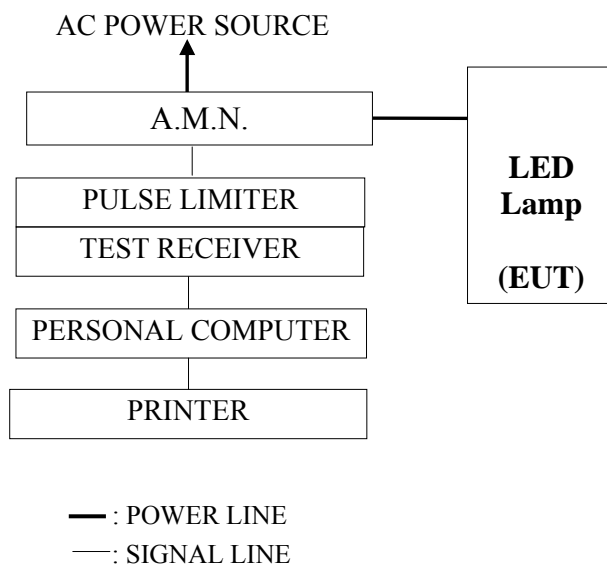 AC POWER SOURCE
A.M.N.
PULSE LIMITER
TEST RECEIVER
PERSONAL COMPUTER
PRINTER
LED
Lamp
(EUT)
: POWER LINE
: SIGNAL LINE